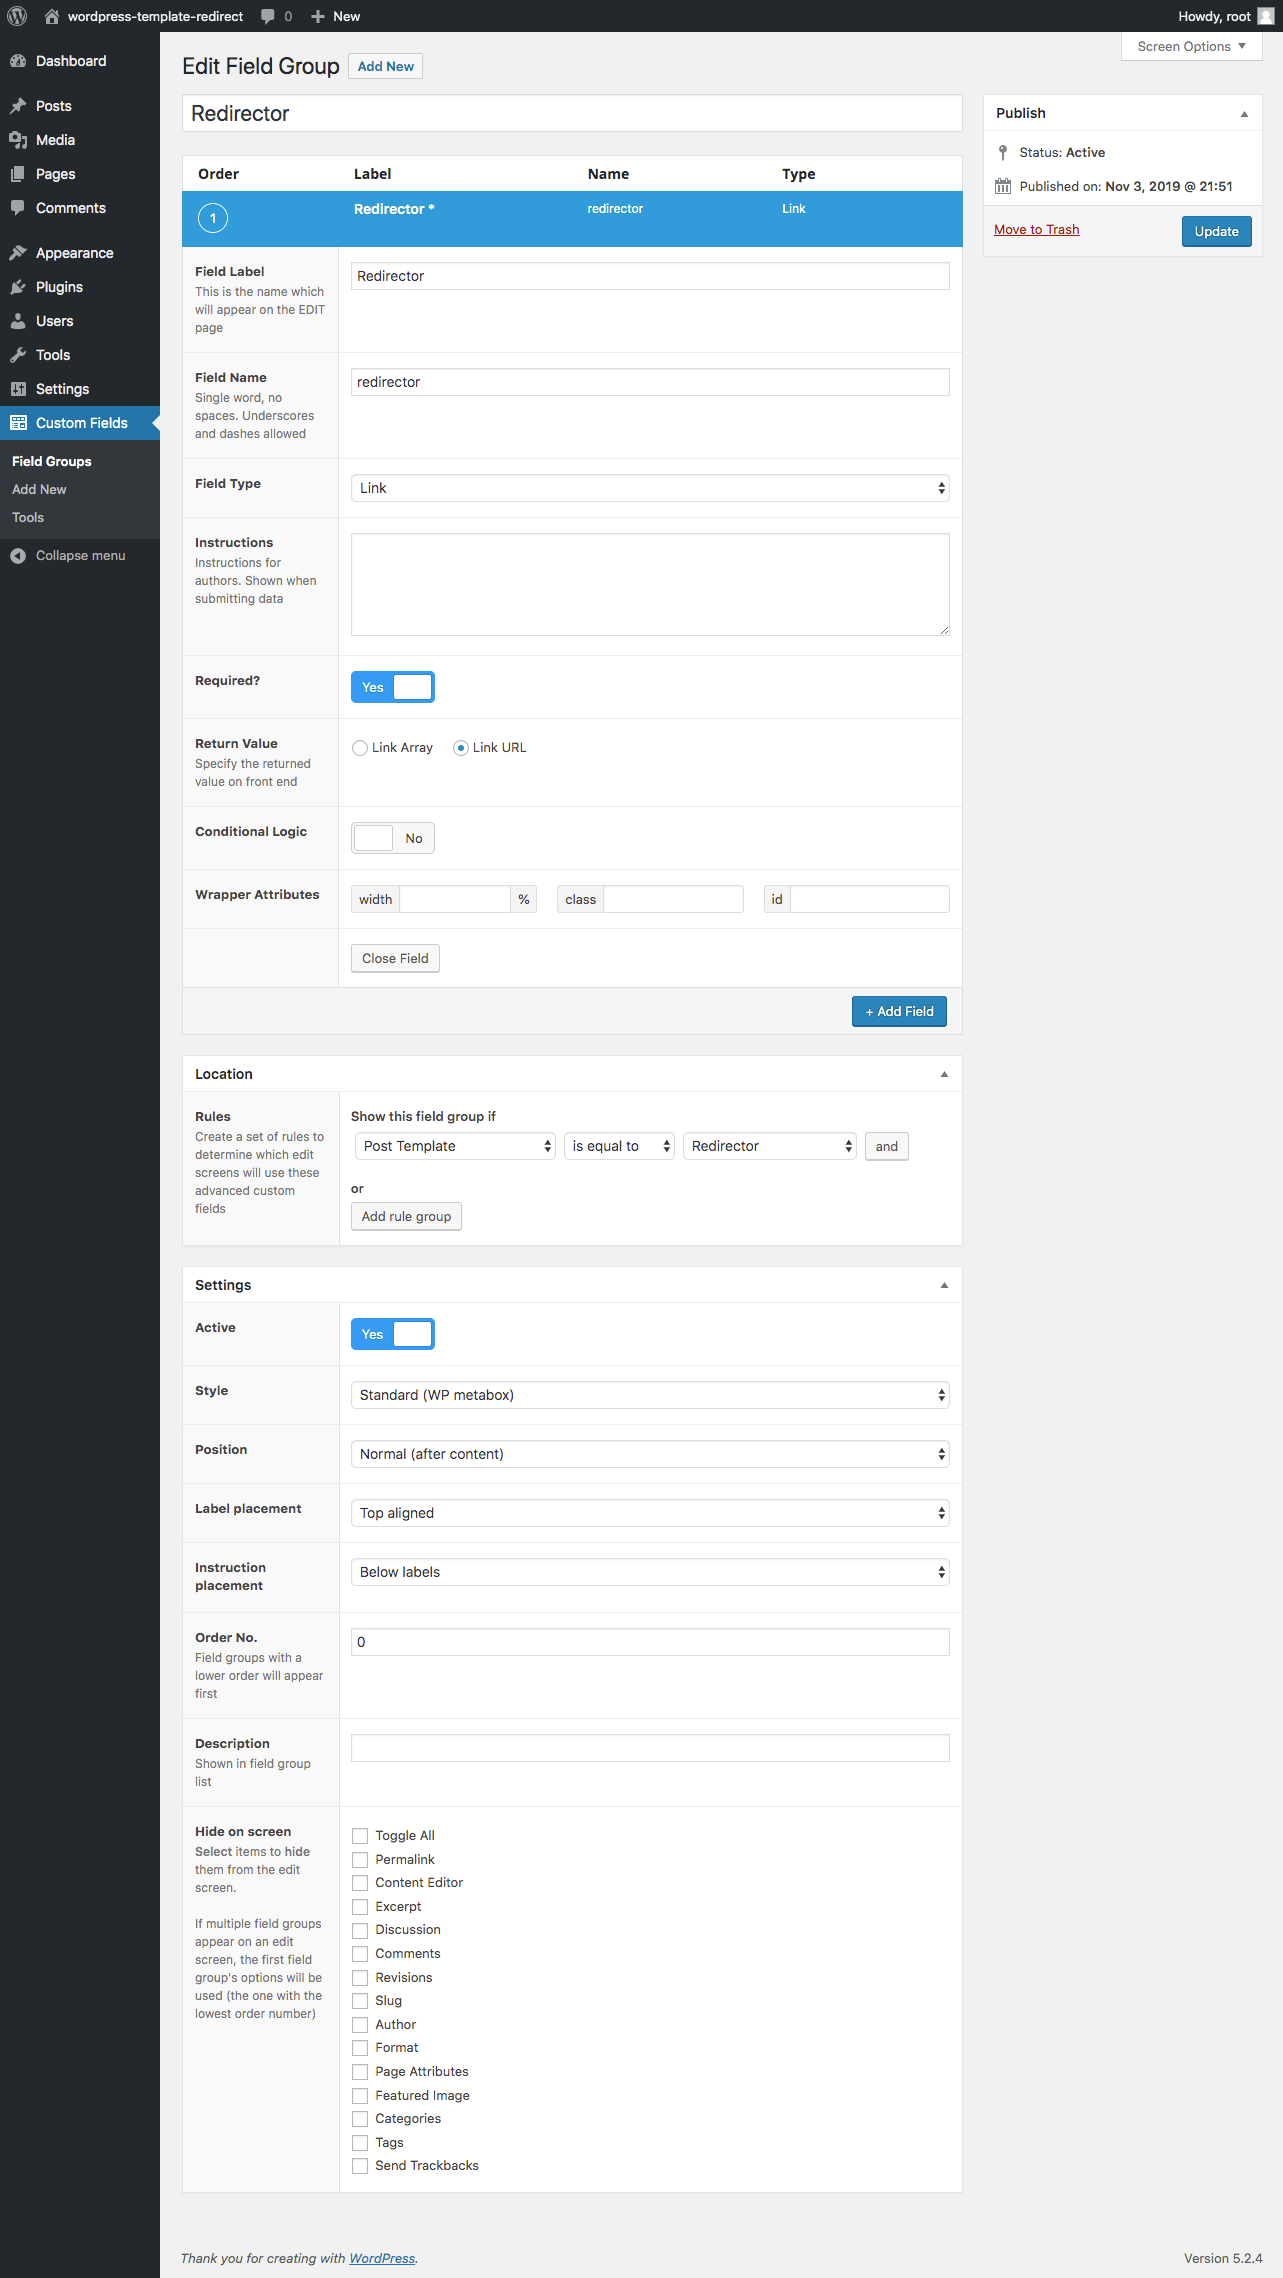 wordpress-template-redirect 0 New Howdy, root
Screen Options
Dashboard
Posts
Media
Pages
Comments
Appearance
Plugins
Users
Tools
Settings
Custom Fields
Field Groups
Add New
Tools
Collapse menu
Edit Field Group Add New
Redirector
Order Label Name Type
1 Redirector * redirector Link
Field Label
This is the name which
will appear on the EDIT
page
Redirector
Field Name
Single word, no
spaces. Underscores
and dashes allowed
redirector
Field Type
Link
Instructions
Instructions for
authors. Shown when
submitting data
Required?
Yes
Return Value
Specify the returned
value on front end
Link Array Link URL
Conditional Logic
No
Wrapper Attributes
width % class id
Close Field
+ Add Field
Publish
Status: Active
Published on: Nov 3, 2019 @ 21:51
Move to Trash Update
Location
Rules
Create a set of rules to
determine which edit
screens will use these
advanced custom
fields
Show this field group if
Post Template is equal to Redirector and
or
Add rule group
Settings
Active
Yes
Style
Standard (WP metabox)
Position
Normal (after content)
Label placement
Top aligned
Instruction
placement
Below labels
Order No.
Field groups with a
lower order will appear
first
0
Description
Shown in field group
list
Hide on screen
Select items to hide
them from the edit
screen.
If multiple field groups
appear on an edit
screen, the first field
group's options will be
used (the one with the
lowest order number)
Toggle All
Permalink
Content Editor
Excerpt
Discussion
Comments
Revisions
Slug
Author
Format
Page Attributes
Featured Image
Categories
Tags
Send Trackbacks
Thank you for creating with WordPress. Version 5.2.4